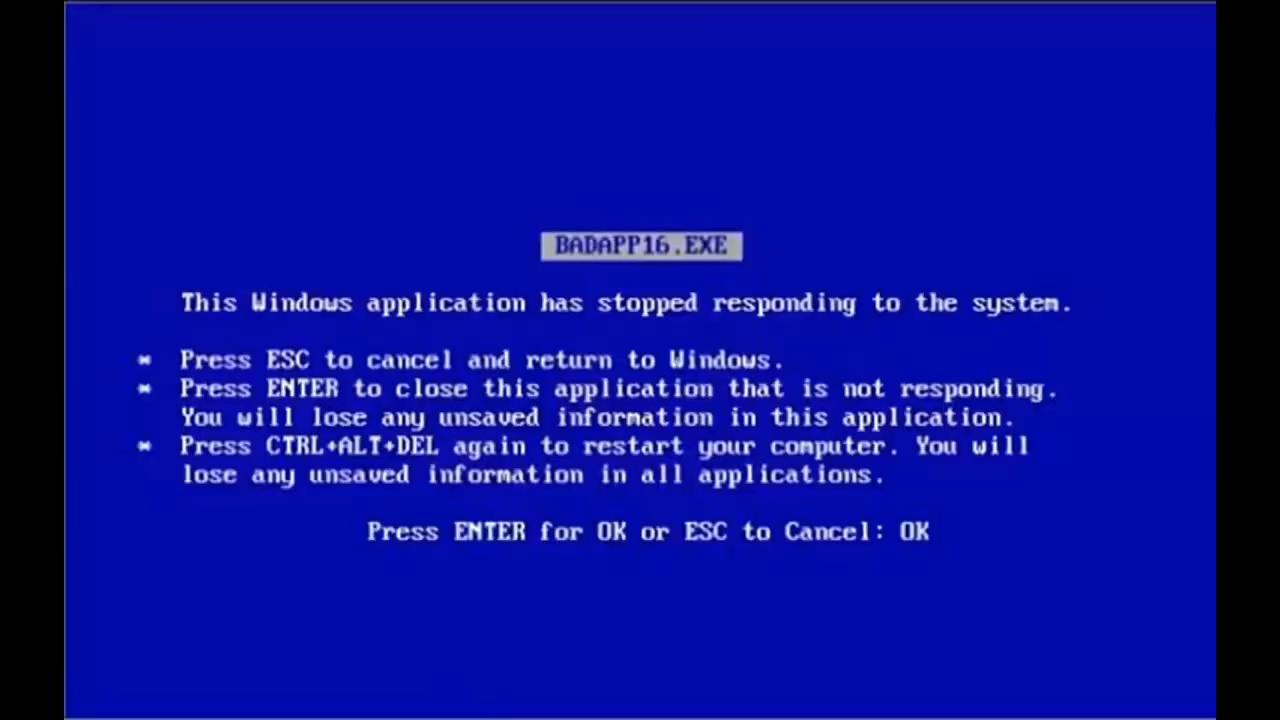 BADAPP16.EXE
This Windows application has stopped responding to the system.
* Press ESC to cancel and return to Windows.
* Press ENTER to close this application that is not responding.
You will lose any unsaved information in this application.
* Press CTRL+ALT+DEL again to restart your computer. You will
lose any unsaved information in all applications.
Press ENTER for OK or ESC to Cancel: OK